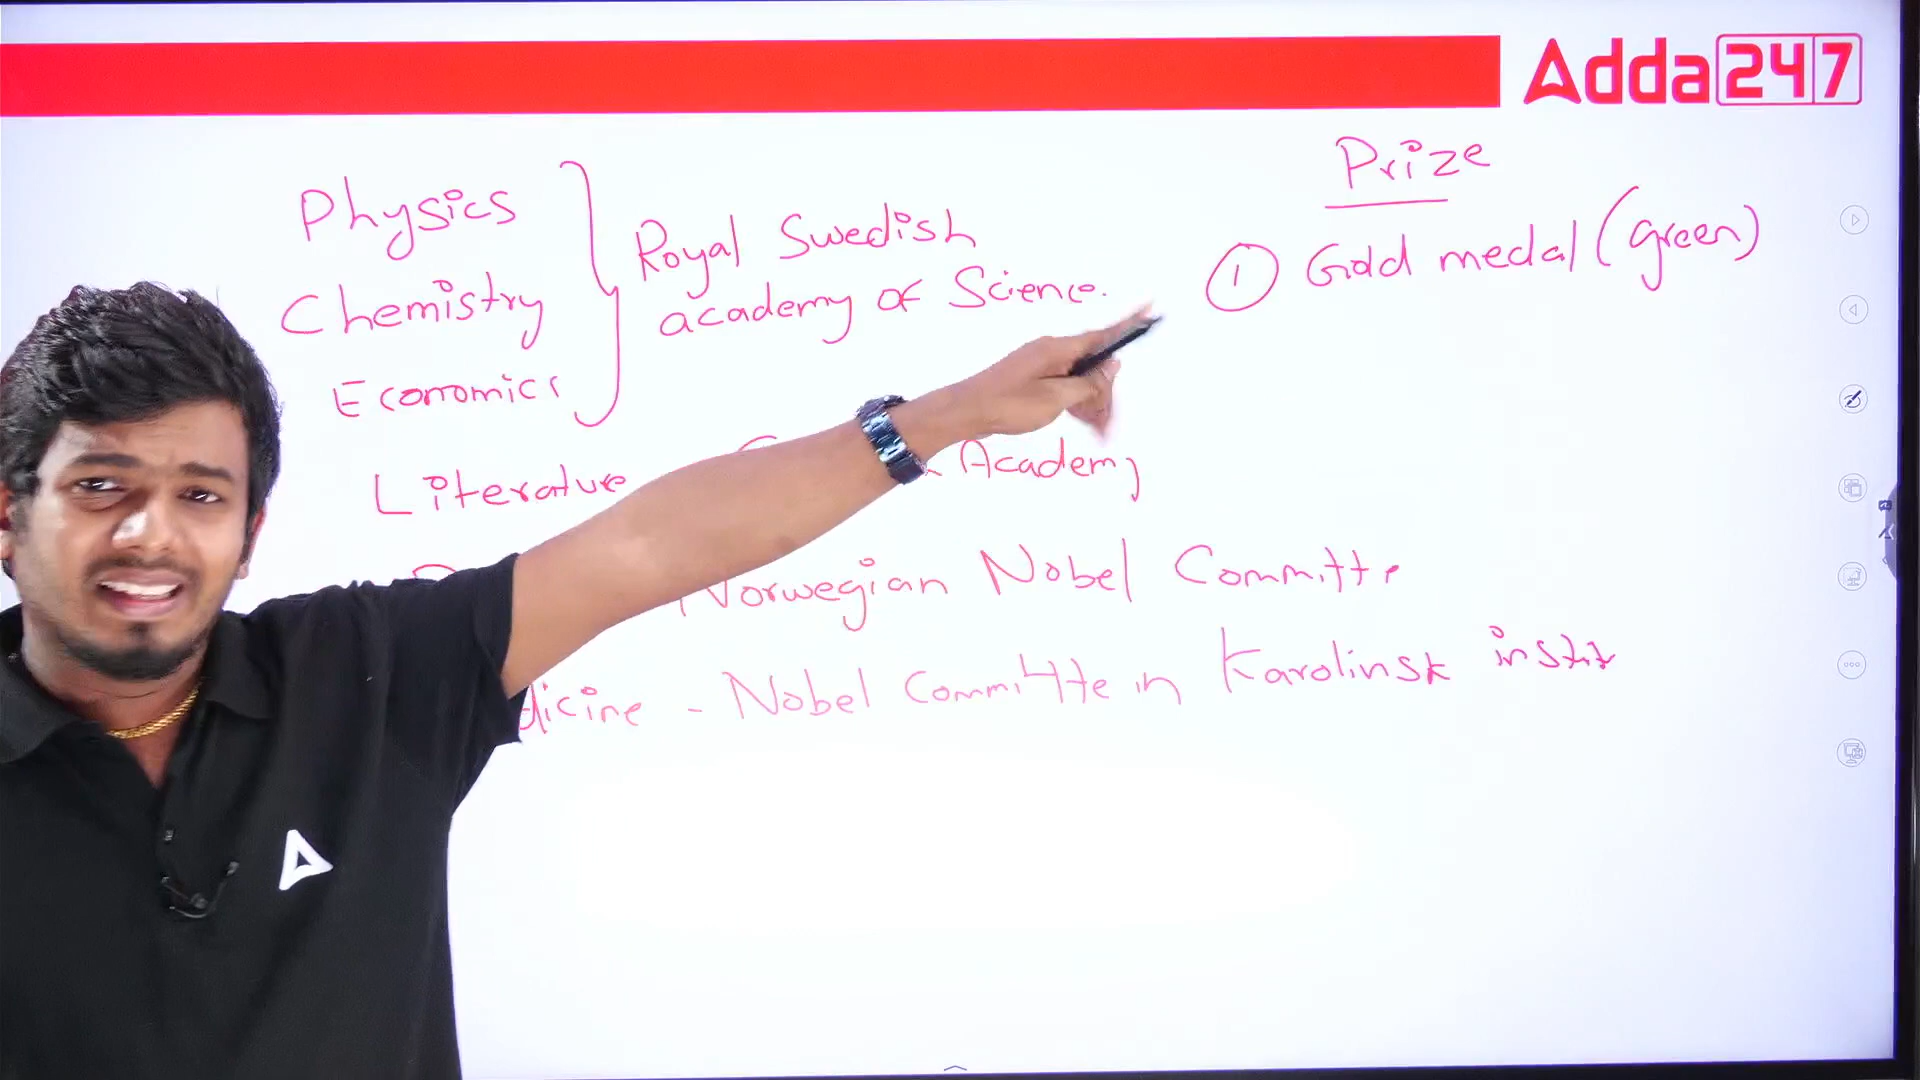 Adda247
Prize
Physics
Chemistry
Economics
Royal Swedish
academy of Science.
① Gold medal (green)
Literature
Academy
Norwegian Nobel Committe
dicine - Nobel Committe in Karolinsk instit